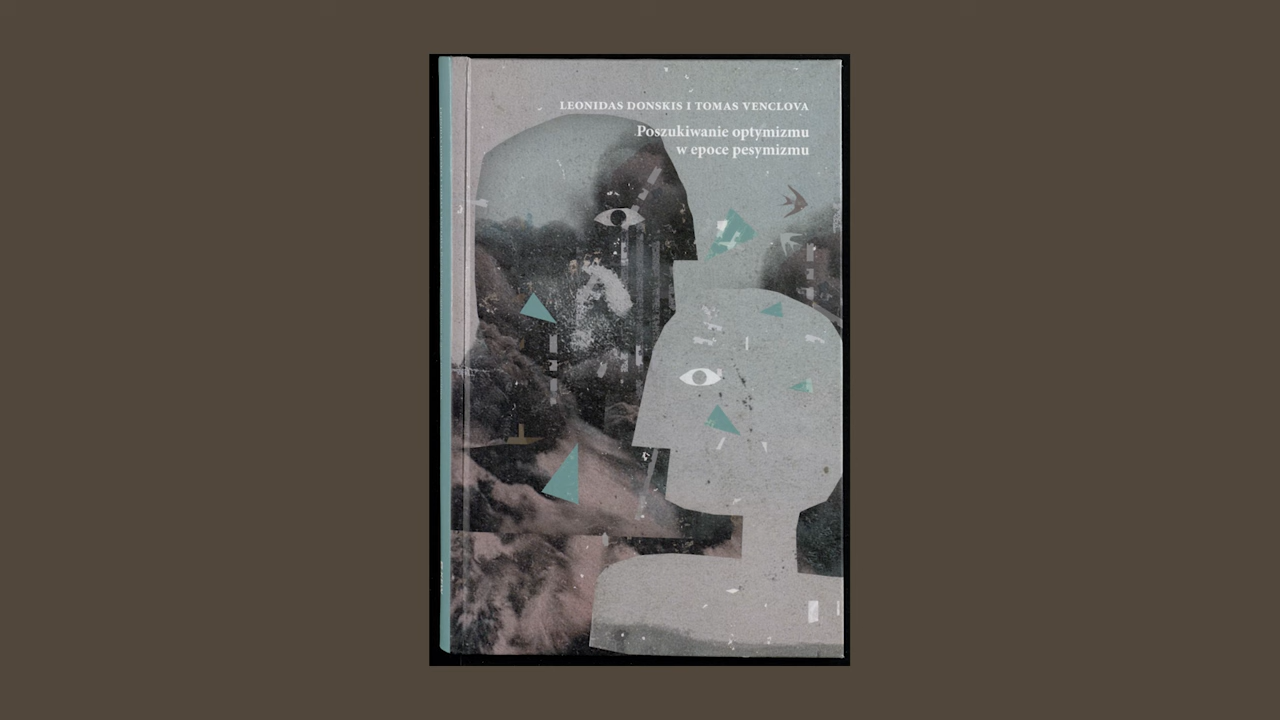 LEONIDAS DONSKIS I TOMAS VENCLOVA
Poszukiwanie optymizmu
w epoce pesymizmu